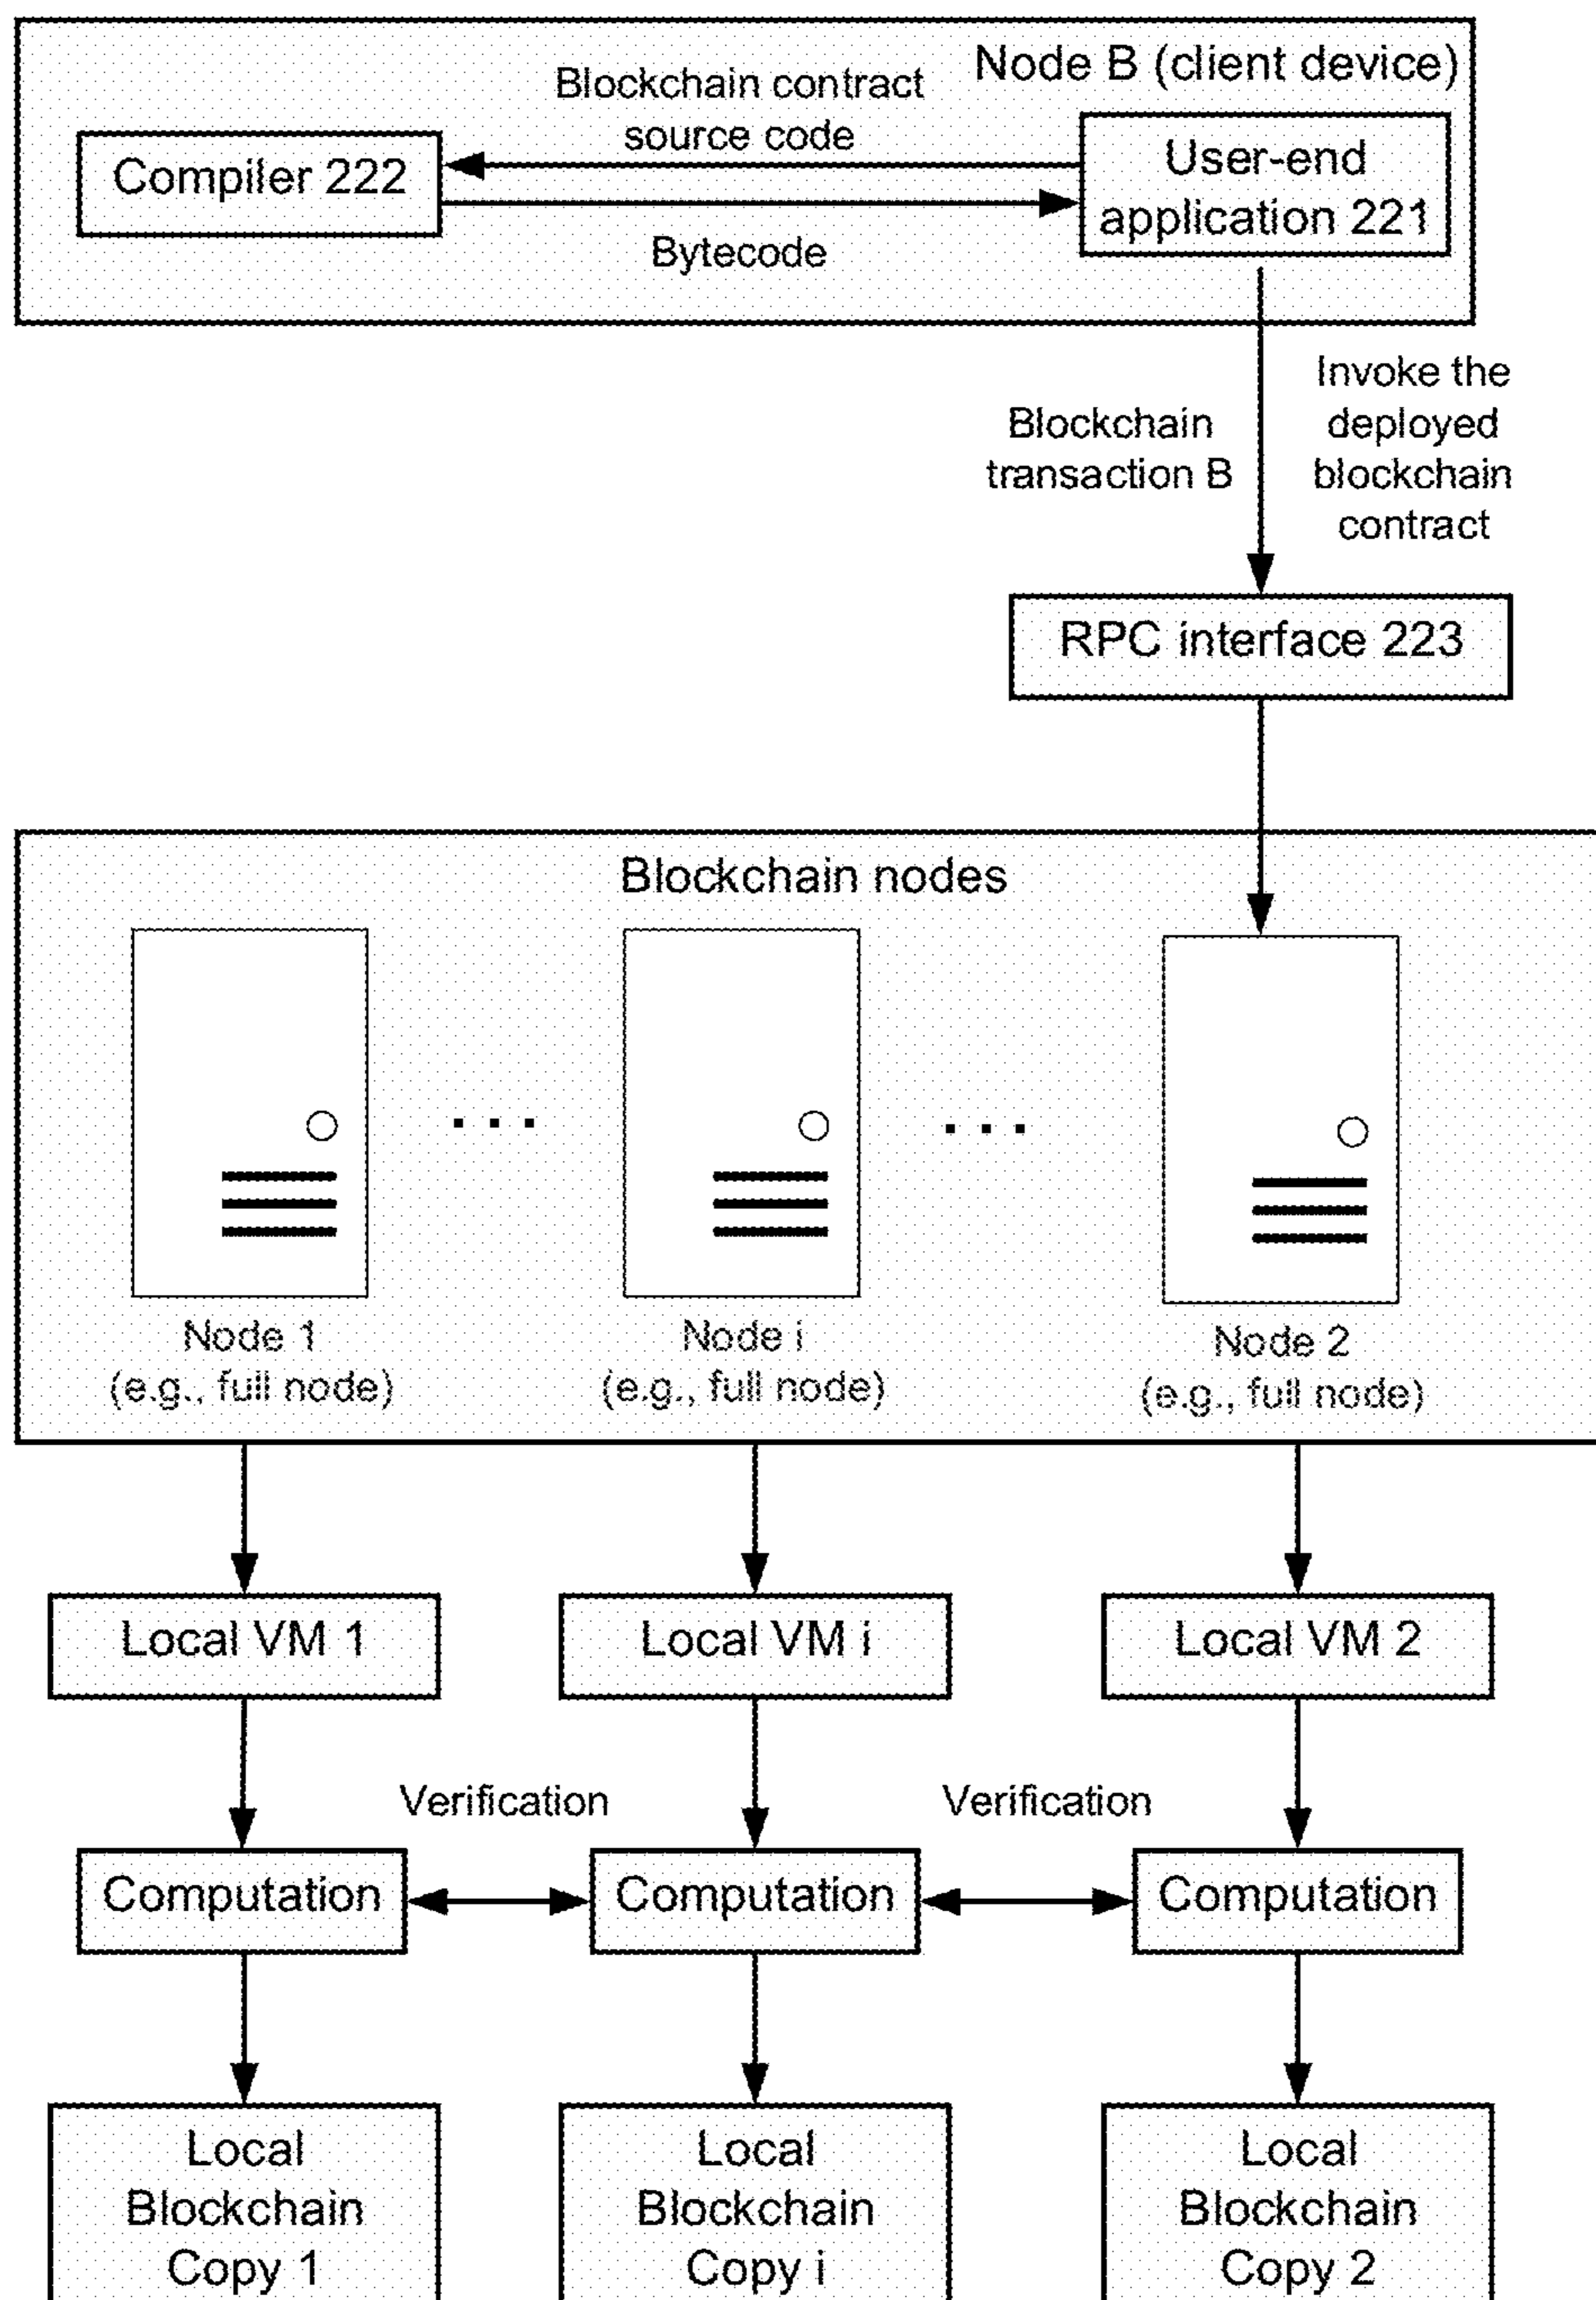 Node B (client device)
Blockchain contract
source code
Compiler 222
User-end
application 221
Bytecode
Blockchain
transaction B
Invoke the
deployed
blockchain
contract
RPC interface 223
Blockchain nodes
. . .
. . .
Node 1
(e.g., full node)
Node i
(e.g., full node)
Node 2
(e.g., full node)
Local VM 1
Local VM i
Local VM 2
Verification
Verification
Computation
Computation
Computation
Local
Blockchain
Copy 1
Local
Blockchain
Copy i
Local
Blockchain
Copy 2